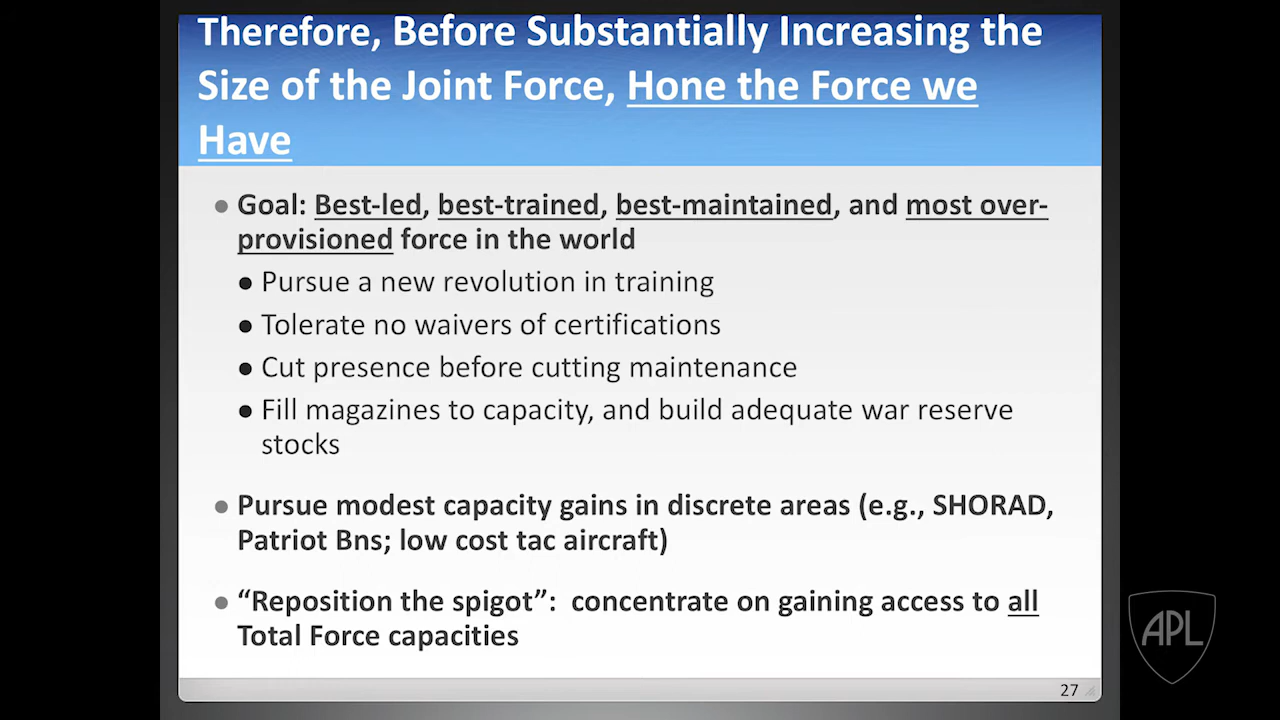 Therefore, Before Substantially Increasing the
Size of the Joint Force, Hone the Force we
Have
● Goal: Best-led, best-trained, best-maintained, and most over-
provisioned force in the world
● Pursue a new revolution in training
● Tolerate no waivers of certifications
● Cut presence before cutting maintenance
● Fill magazines to capacity, and build adequate war reserve
stocks
● Pursue modest capacity gains in discrete areas (e.g., SHORAD,
Patriot Bns; low cost tac aircraft)
● “Reposition the spigot”:  concentrate on gaining access to all
Total Force capacities
27
APL